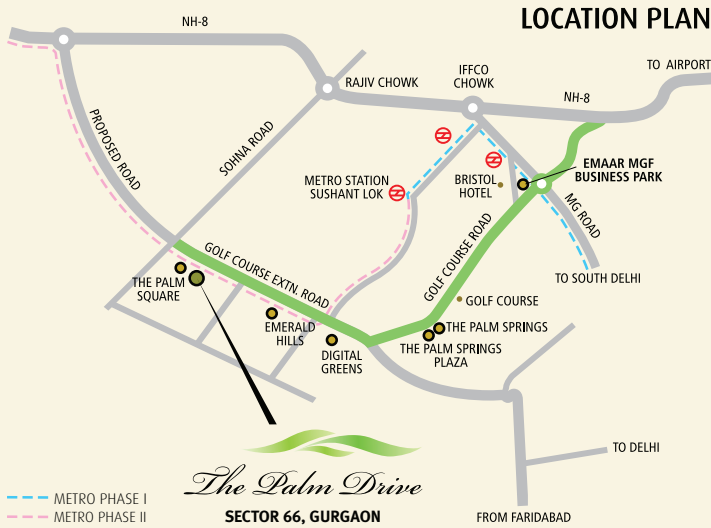 LOCATION PLAN
NH-8
TO AIRPORT
IFFCO
CHOWK
RAJIV CHOWK
NH-8
PROPOSED ROAD
SOHNA ROAD
METRO STATION
SUSHANT LOK
BRISTOL
HOTEL
EMAAR MGF
BUSINESS PARK
MG ROAD
GOLF COURSE ROAD
GOLF COURSE EXTN. ROAD
TO SOUTH DELHI
THE PALM
SQUARE
GOLF COURSE
EMERALD
HILLS
THE PALM SPRINGS
DIGITAL
GREENS
THE PALM SPRINGS
PLAZA
TO DELHI
The Palm Drive
SECTOR 66, GURGAON
METRO PHASE I
METRO PHASE II
FROM FARIDABAD